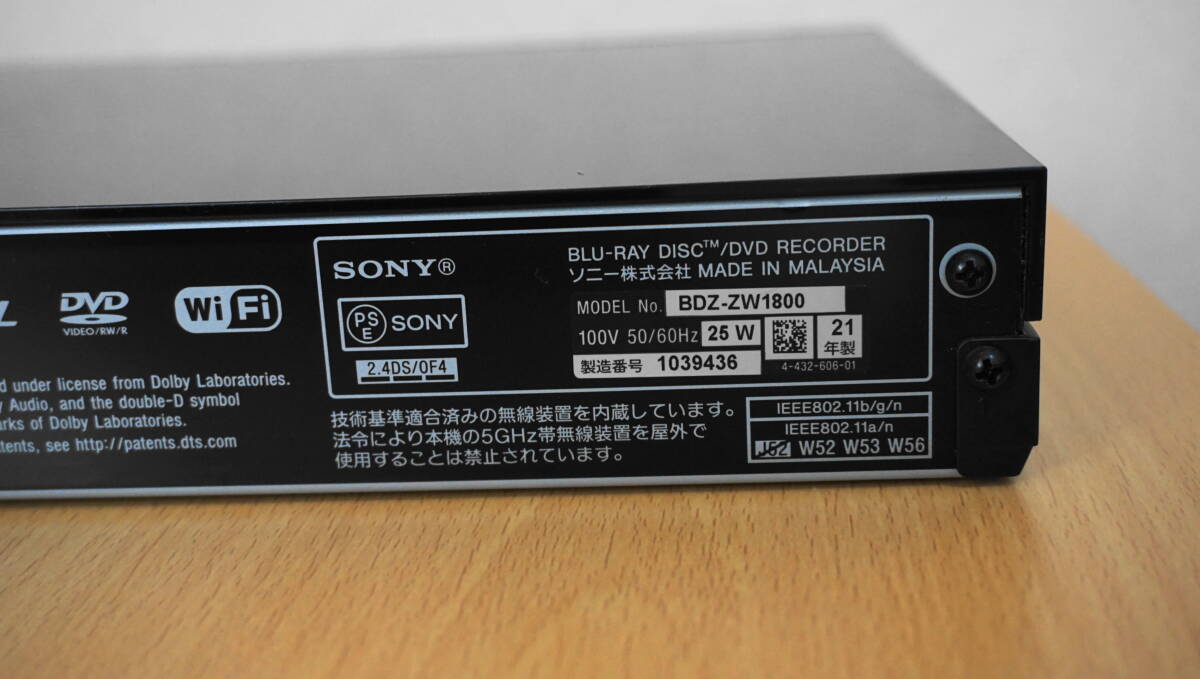 DVD
VIDEO/RW/R
Wi Fi
d under license from Dolby Laboratories.
y Audio, and the double-D symbol
arks of Dolby Laboratories.
tents, see http://patents.dts.com
SONY®
PS
E
SONY
2.4DS/OF4
BLU-RAY DISC™/DVD RECORDER
ソニー株式会社 MADE IN MALAYSIA
MODEL No. BDZ-ZW1800
100V 50/60Hz 25 W
製造番号 1039436
21
年製
4-432-606-01
技術基準適合済みの無線装置を内蔵しています。
法令により本機の5GHz帯無線装置を屋外で
使用することは禁止されています。
IEEE802.11b/g/n
IEEE802.11a/n
J52 W52 W53 W56